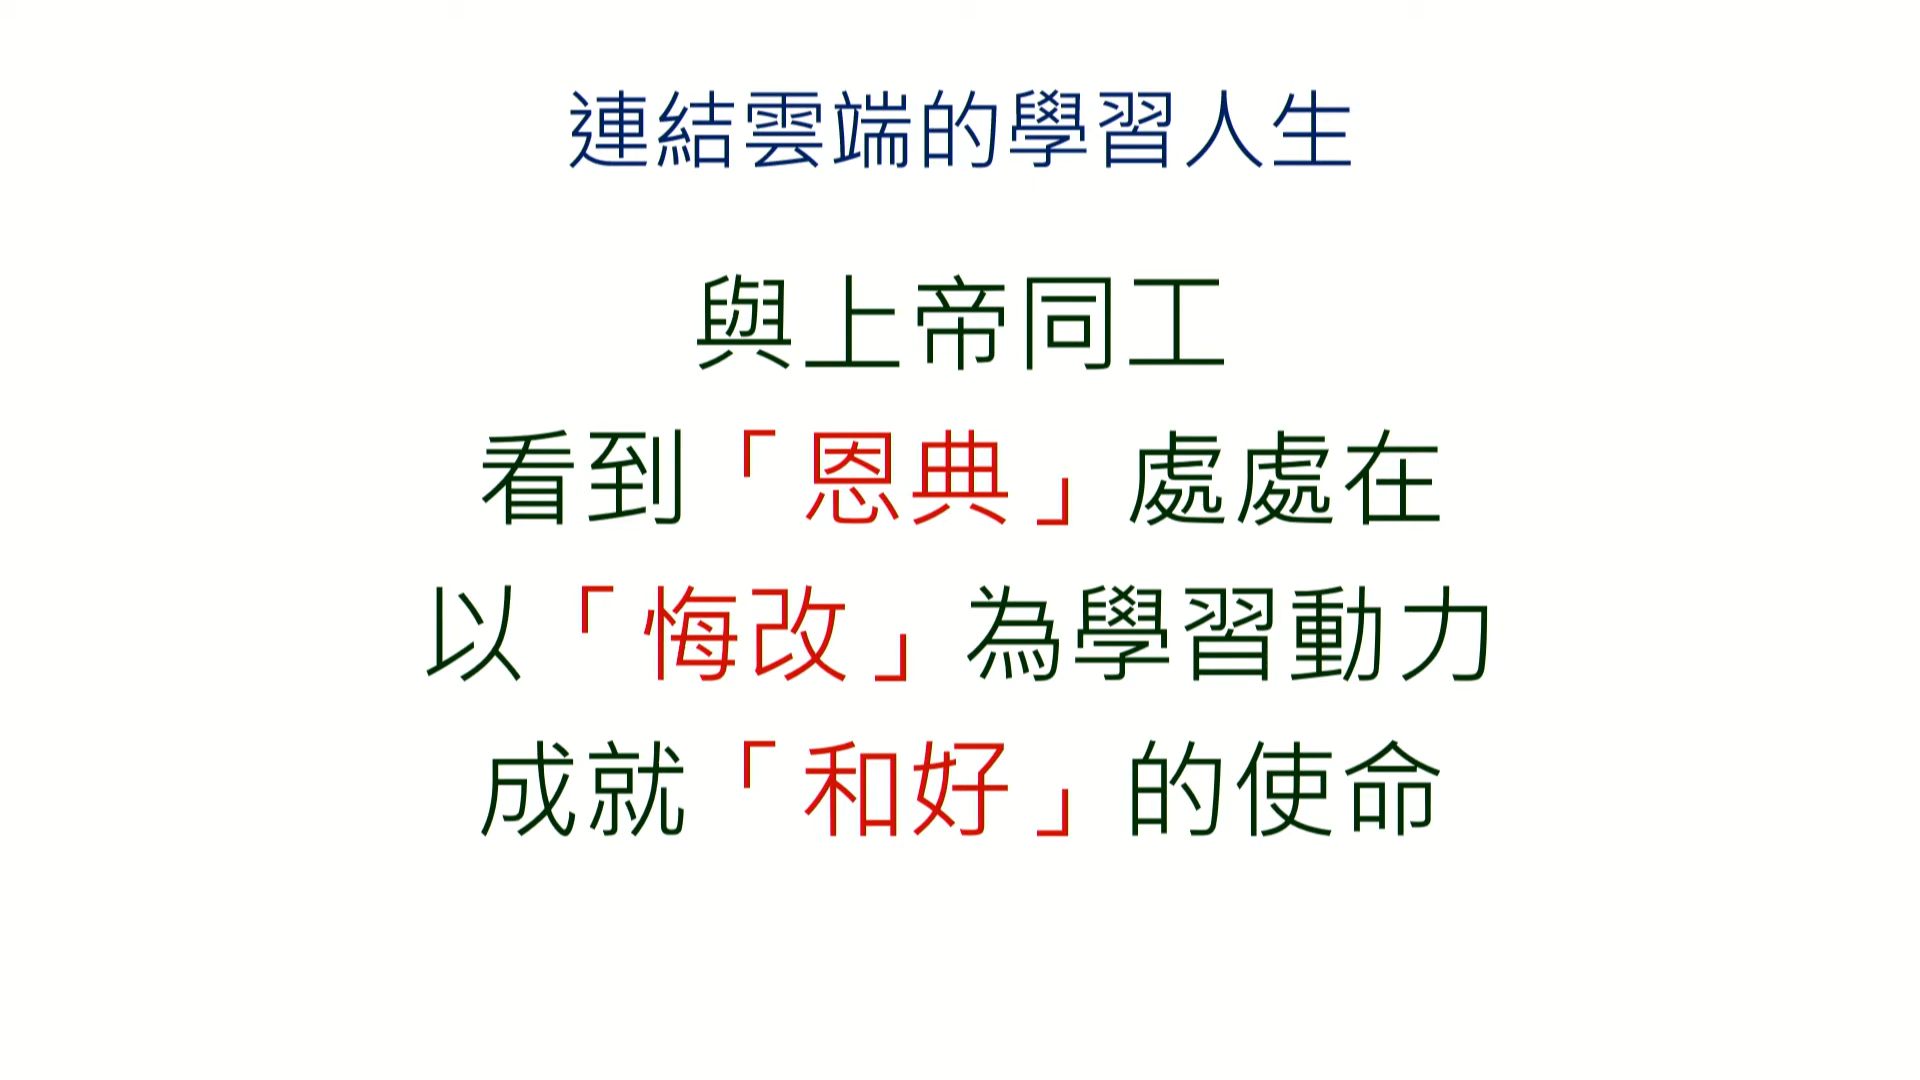 連結雲端的學習人生
與上帝同工
看到「恩典」處處在
以「悔改」為學習動力
成就「和好」的使命